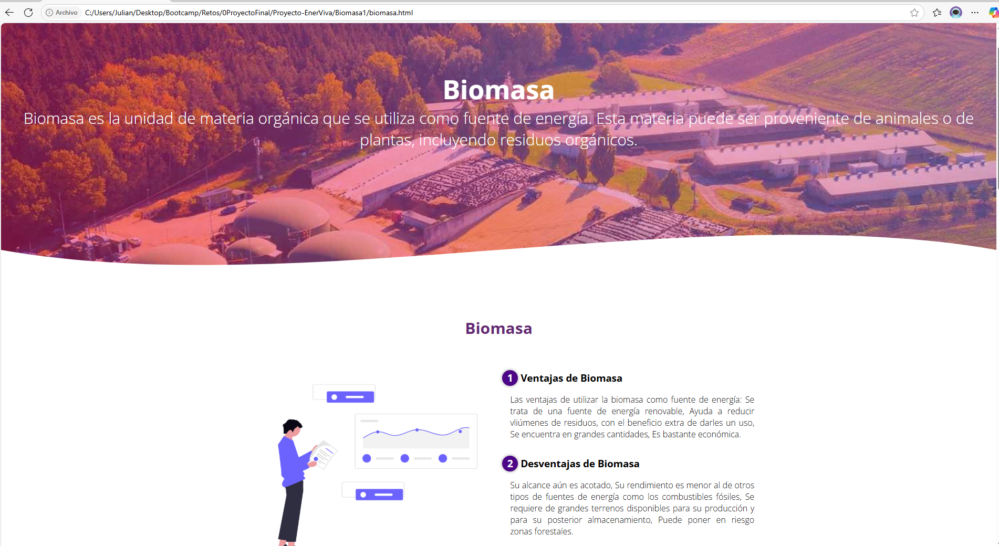 Archivo C:/Users/Julian/Desktop/Bootcamp/Retos/0ProyectoFinal/Proyecto-EnerViva/Biomasa1/biomasa.html
Biomasa
Biomasa es la unidad de materia orgánica que se utiliza como fuente de energía. Esta materia puede ser proveniente de animales o de
plantas, incluyendo residuos orgánicos.
Biomasa
1 Ventajas de Biomasa
Las ventajas de utilizar la biomasa como fuente de energía: Se
trata de una fuente de energía renovable, Ayuda a reducir
vliúmenes de residuos, con el beneficio extra de darles un uso,
Se encuentra en grandes cantidades, Es bastante económica.
2 Desventajas de Biomasa
Su alcance aún es acotado, Su rendimiento es menor al de otros
tipos de fuentes de energía como los combustibles fósiles, Se
requiere de grandes terrenos disponibles para su producción y
para su posterior almacenamiento, Puede poner en riesgo
zonas forestales.